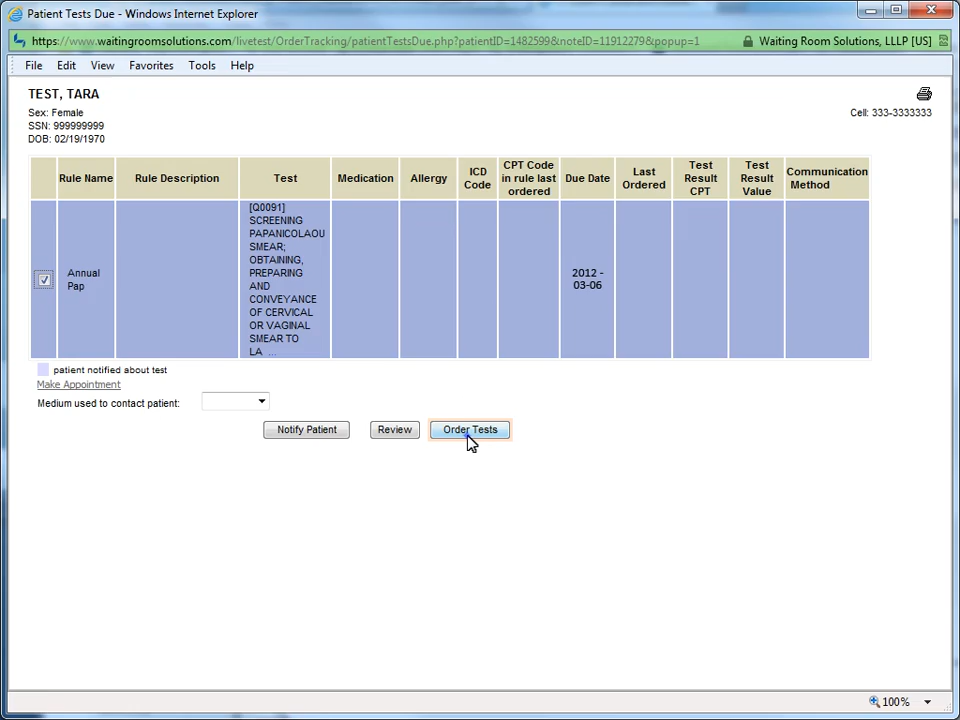 Patient Tests Due - Windows Internet Explorer
https://www.waitingroomsolutions.com/livetest/OrderTracking/patientTestsDue.php?patientID=1482599&noteID=11912279&popup=1
Waiting Room Solutions, LLLP [US]
File Edit View Favorites Tools Help
TEST, TARA
Sex: Female
Cell: 333-3333333
SSN: 999999999
DOB: 02/19/1970
Rule Name
Rule Description
Test
Medication
Allergy
ICD
Code
CPT Code
in rule last
ordered
Due Date
Last
Ordered
Test
Result
CPT
Test
Result
Value
Communication
Method
Annual
Pap
[Q0091]
SCREENING
PAPANICOLAOU
SMEAR;
OBTAINING,
PREPARING
AND
CONVEYANCE
OF CERVICAL
OR VAGINAL
SMEAR TO
LA ...
2012 -
03-06
patient notified about test
Make Appointment
Medium used to contact patient:
Notify Patient
Review
Order Tests
100%